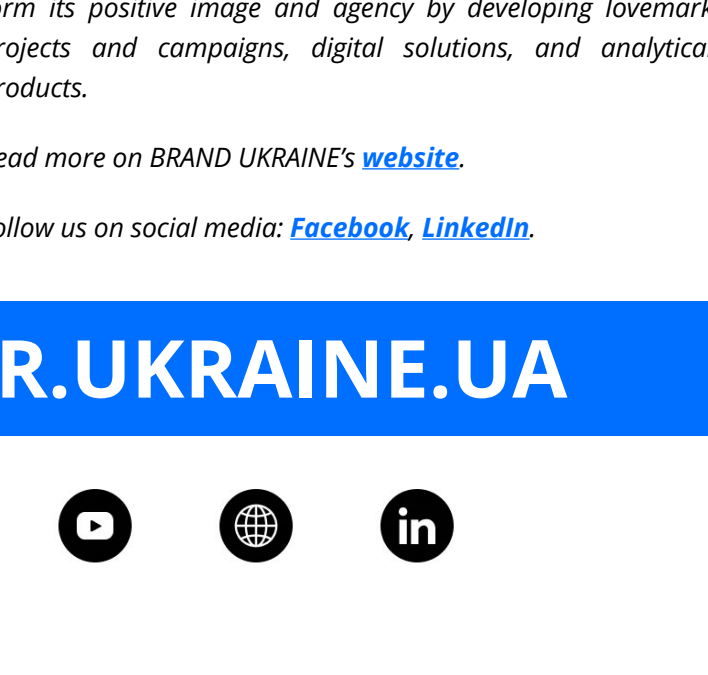 orm its positive image and agency by developing lovemark
rojects and campaigns, digital solutions, and analytical
roducts.
ead more on BRAND UKRAINE’s website.
ollow us on social media: Facebook, LinkedIn.
R.UKRAINE.UA
in